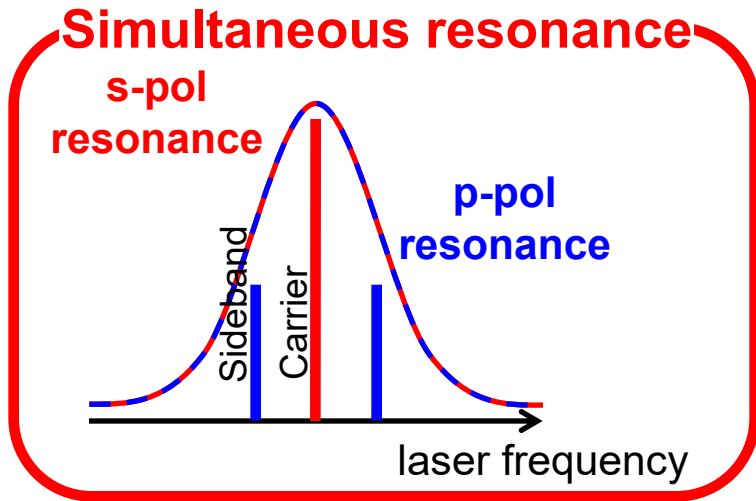 Simultaneous resonance
s-pol
resonance
p-pol
resonance
Sideband
Carrier
laser frequency